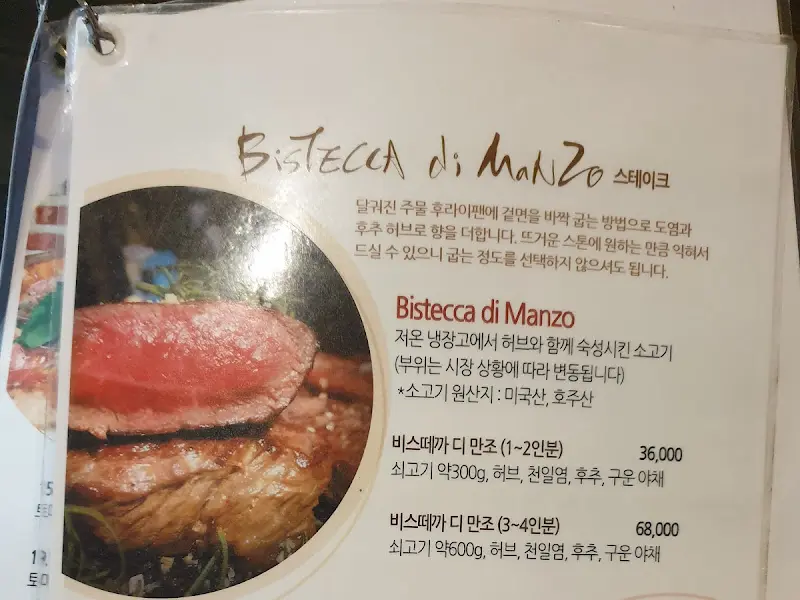 BisTECCA di MaNZo 스테이크
달궈진 주물 후라이팬에 겉면을 바짝 굽는 방법으로 도염과
후추 허브로 향을 더합니다. 뜨거운 스톤에 원하는 만큼 익혀서
드실 수 있으니 굽는 정도를 선택하지 않으셔도 됩니다.
Bistecca di Manzo
저온 냉장고에서 허브와 함께 숙성시킨 소고기
(부위는 시장 상황에 따라 변동됩니다)
*소고기 원산지 : 미국산, 호주산
비스떼까 디 만조 (1~2인분) 36,000
쇠고기 약300g, 허브, 천일염, 후추, 구운 야채
비스떼까 디 만조 (3~4인분) 68,000
쇠고기 약600g, 허브, 천일염, 후추, 구운 야채